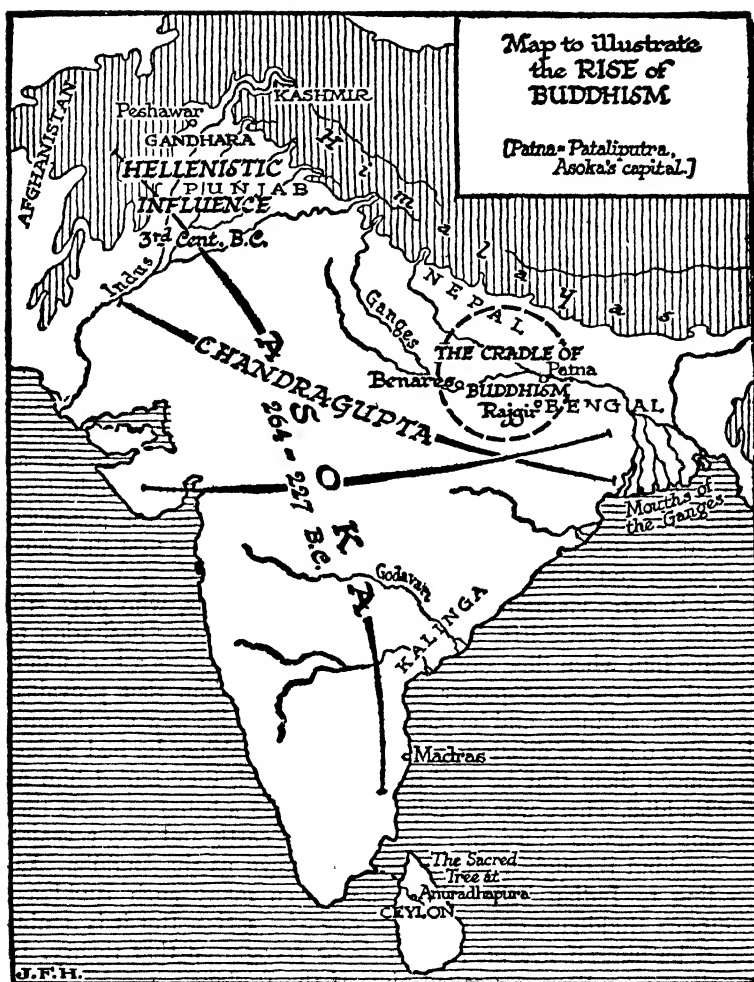 Map to illustrate
the RISE of
BUDDHISM
[Patna = Pataliputra,
Asoka's capital.]
AFGHANISTAN
Peshawar
KASHMIR
GANDHARA
HELLENISTIC
PUNJAB
INFLUENCE
3rd Cent. B.C.
Himalayas
Indus
NEPAL
Ganges
THE CRADLE OF
BUDDHISM
Patna
Benares
Rajgir
BENGAL
CHANDRAGUPTA
ASOKA
264 – 227 B.C.
Mouths of
the Ganges
Godavari
KALINGA
Madras
The Sacred
Tree at
Anuradhapura
CEYLON
J.F.H.